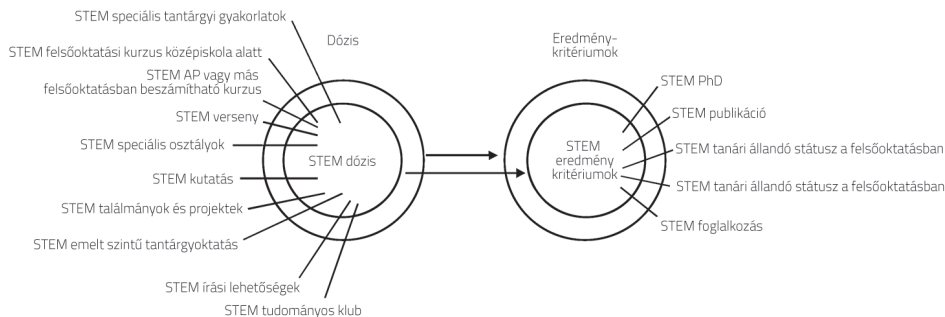 STEM speciális tantárgyi gyakorlatok
Dózis
STEM felsőoktatási kurzus középiskola alatt
STEM AP vagy más
felsőoktatásban beszámítható kurzus
STEM verseny
STEM speciális osztályok
STEM dózis
STEM kutatás
STEM találmányok és projektek
STEM emelt szintű tantárgyoktatás
STEM írási lehetőségek
STEM tudományos klub
Eredmény-
kritériumok
STEM PhD
STEM publikáció
STEM
eredmény
kritériumok
STEM tanári állandó státusz a felsőoktatásban
STEM tanári állandó státusz a felsőoktatásban
STEM foglalkozás